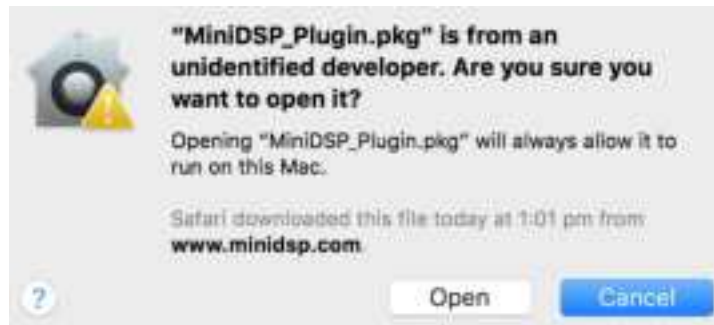 "MiniDSP_Plugin.pkg" is from an
unidentified developer. Are you sure you
want to open it?
Opening "MiniDSP_Plugin.pkg" will always allow it to
run on this Mac.
Safari downloaded this file today at 1:01 pm from
www.minidsp.com
?
Open
Cancel